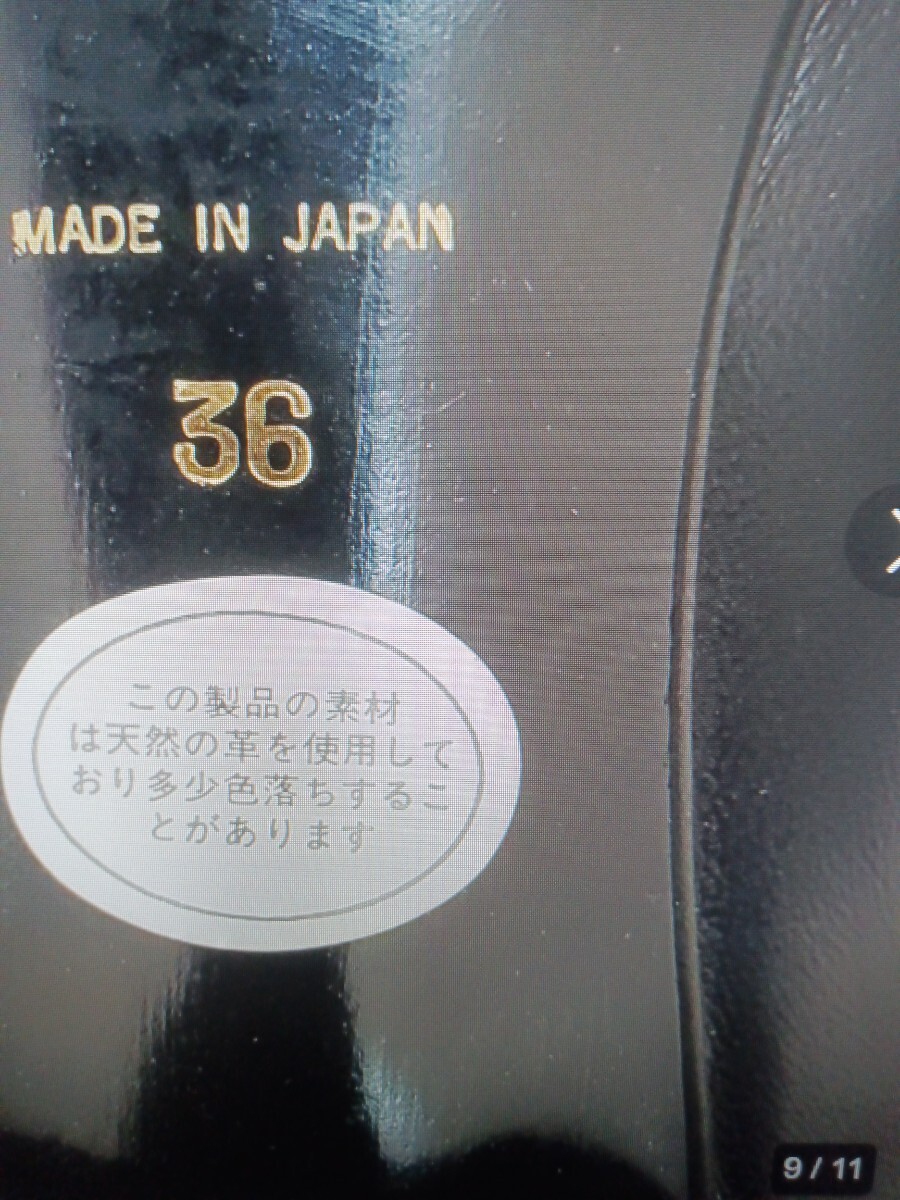 MADE IN JAPAN
36
この製品の素材
は天然の革を使用して
おり多少色落ちするこ
とがあります
9 / 11